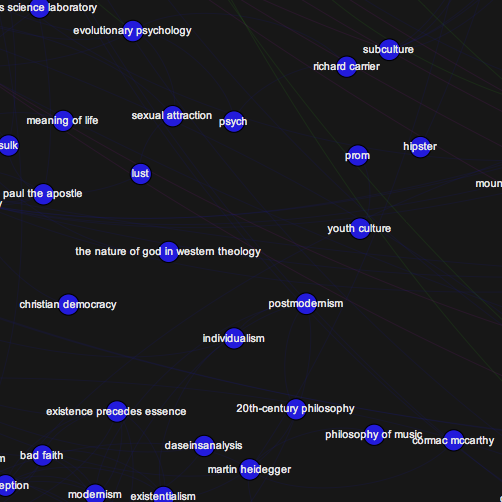 s science laboratory
evolutionary psychology
subculture
richard carrier
meaning of life
sexual attraction
psych
sulk
prom
hipster
lust
paul the apostle
moun
youth culture
the nature of god in western theology
christian democracy
postmodernism
individualism
existence precedes essence
20th-century philosophy
philosophy of music
cormac mccarthy
daseinsanalysis
bad faith
m
martin heidegger
eption
modernism
existentialism